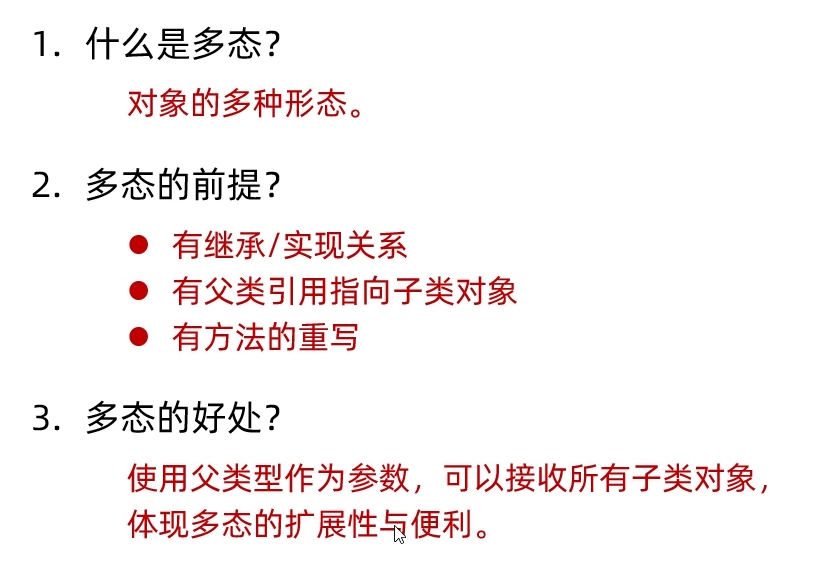 1. 什么是多态？
对象的多种形态。
2. 多态的前提？
● 有继承/实现关系
● 有父类引用指向子类对象
● 有方法的重写
3. 多态的好处？
使用父类型作为参数，可以接收所有子类对象，
体现多态的扩展性与便利。